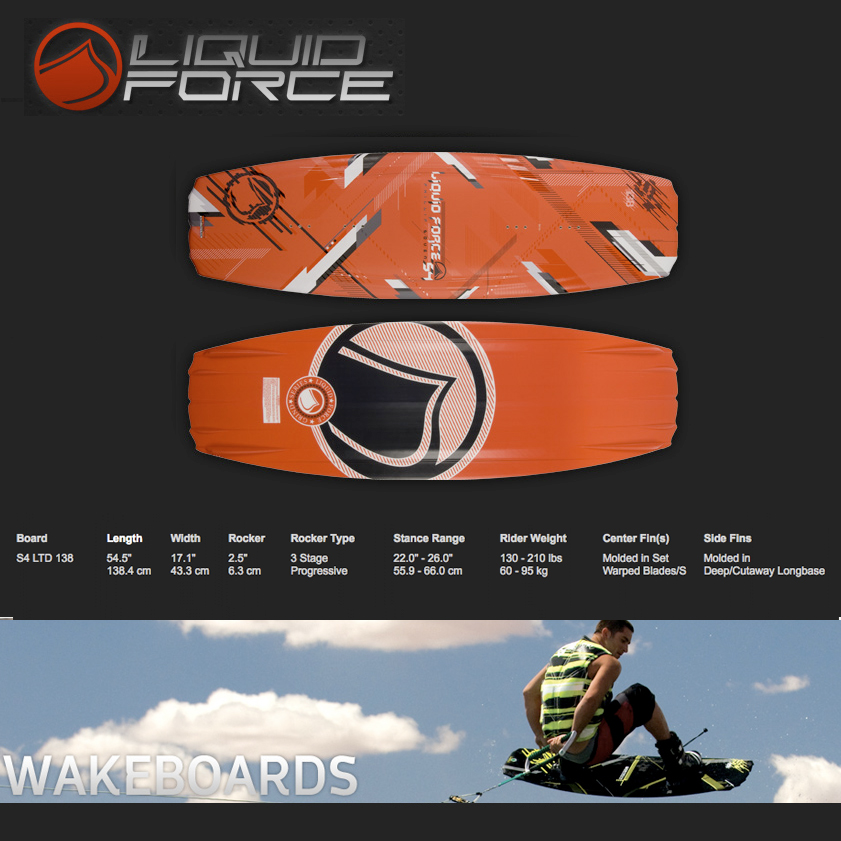 LIQUID
FORCE
LIQUID FORCE S4
138
LIQUID FORCE
SERIES
Board Length Width Rocker Rocker Type Stance Range Rider Weight Center Fin(s) Side Fins
S4 LTD 138 54.5" 17.1" 2.5" 3 Stage 22.0" - 26.0" 130 - 210 lbs Molded in Set Molded in
138.4 cm 43.3 cm 6.3 cm Progressive 55.9 - 66.0 cm 60 - 95 kg Warped Blades/S Deep/Cutaway Longbase
WAKEBOARDS